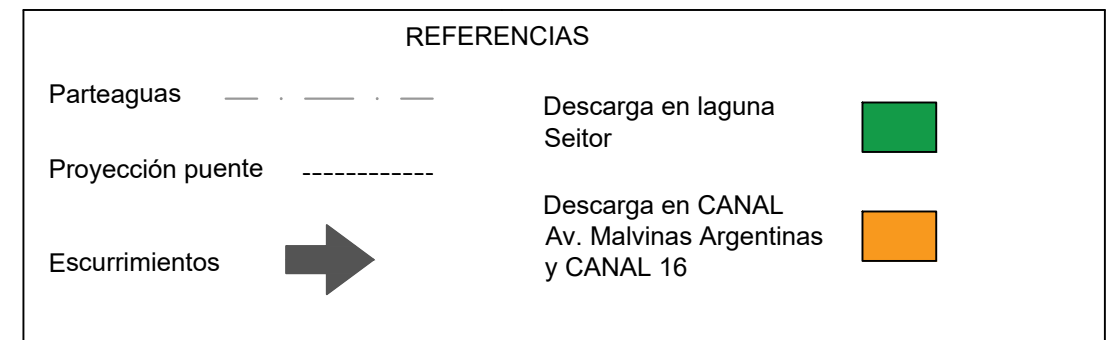 REFERENCIAS
Parteaguas
Proyección puente
Escurrimientos
Descarga en laguna
Seitor
Descarga en CANAL
Av. Malvinas Argentinas
y CANAL 16